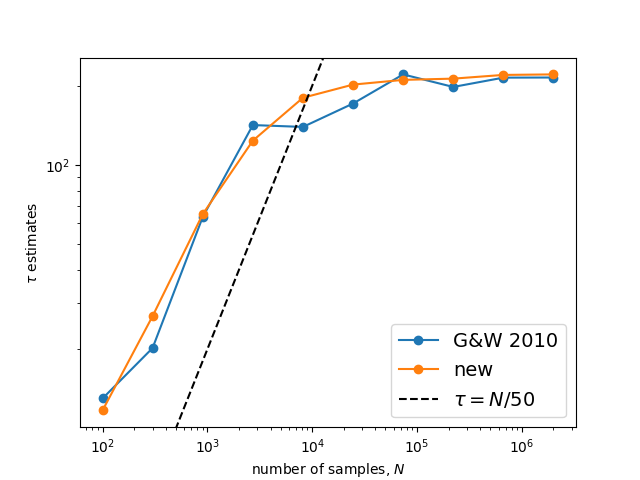 τ estimates
10²
10² 10³ 10⁴ 10⁵ 10⁶
number of samples, N
G&W 2010
new
τ = N/50